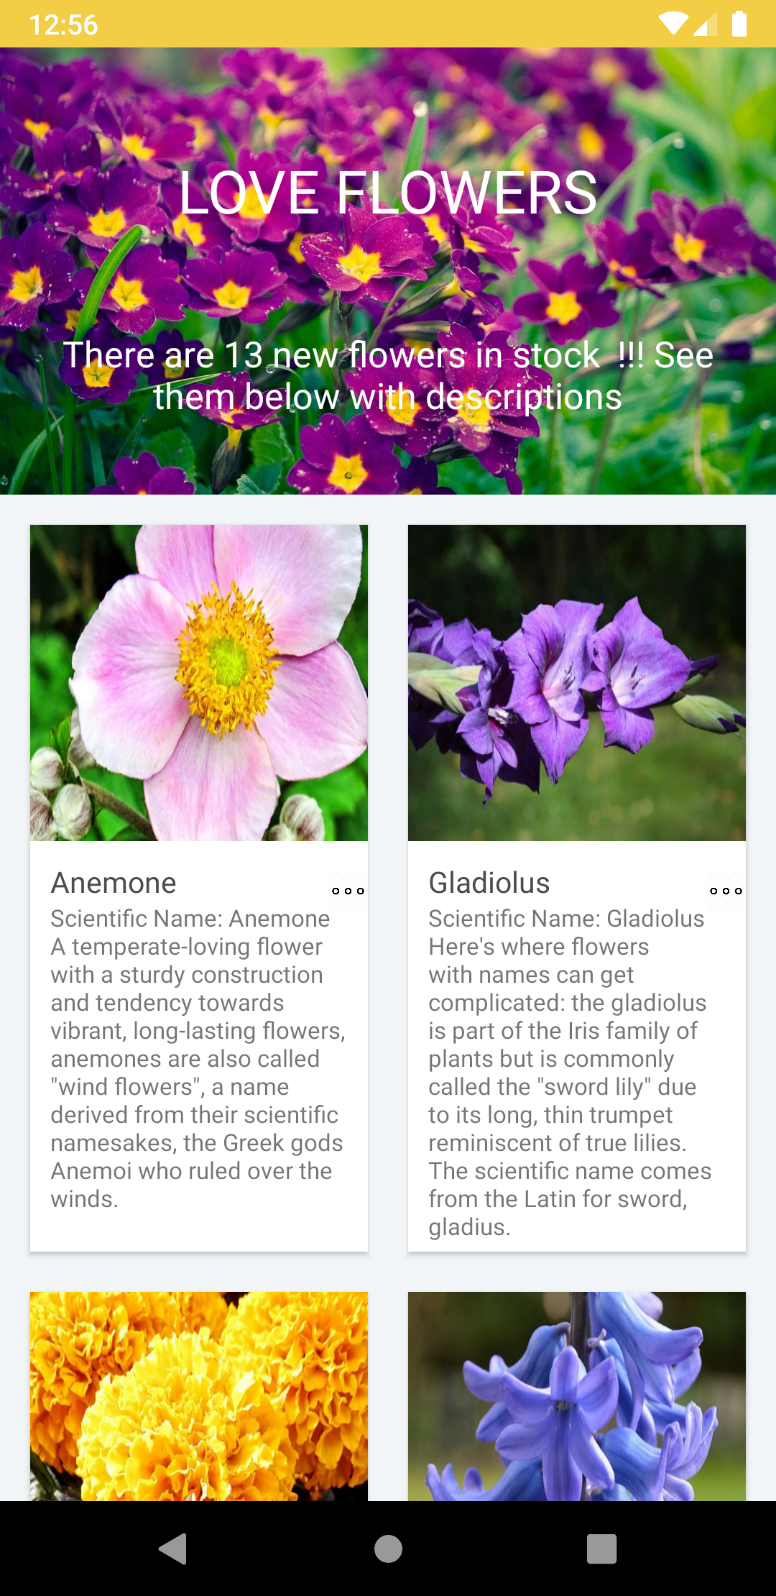 12:56
LOVE FLOWERS
There are 13 new flowers in stock  !!! See
them below with descriptions
Anemone
Scientific Name: Anemone
A temperate-loving flower
with a sturdy construction
and tendency towards
vibrant, long-lasting flowers,
anemones are also called
"wind flowers", a name
derived from their scientific
namesakes, the Greek gods
Anemoi who ruled over the
winds.
Gladiolus
Scientific Name: Gladiolus
Here's where flowers
with names can get
complicated: the gladiolus
is part of the Iris family of
plants but is commonly
called the "sword lily" due
to its long, thin trumpet
reminiscent of true lilies.
The scientific name comes
from the Latin for sword,
gladius.